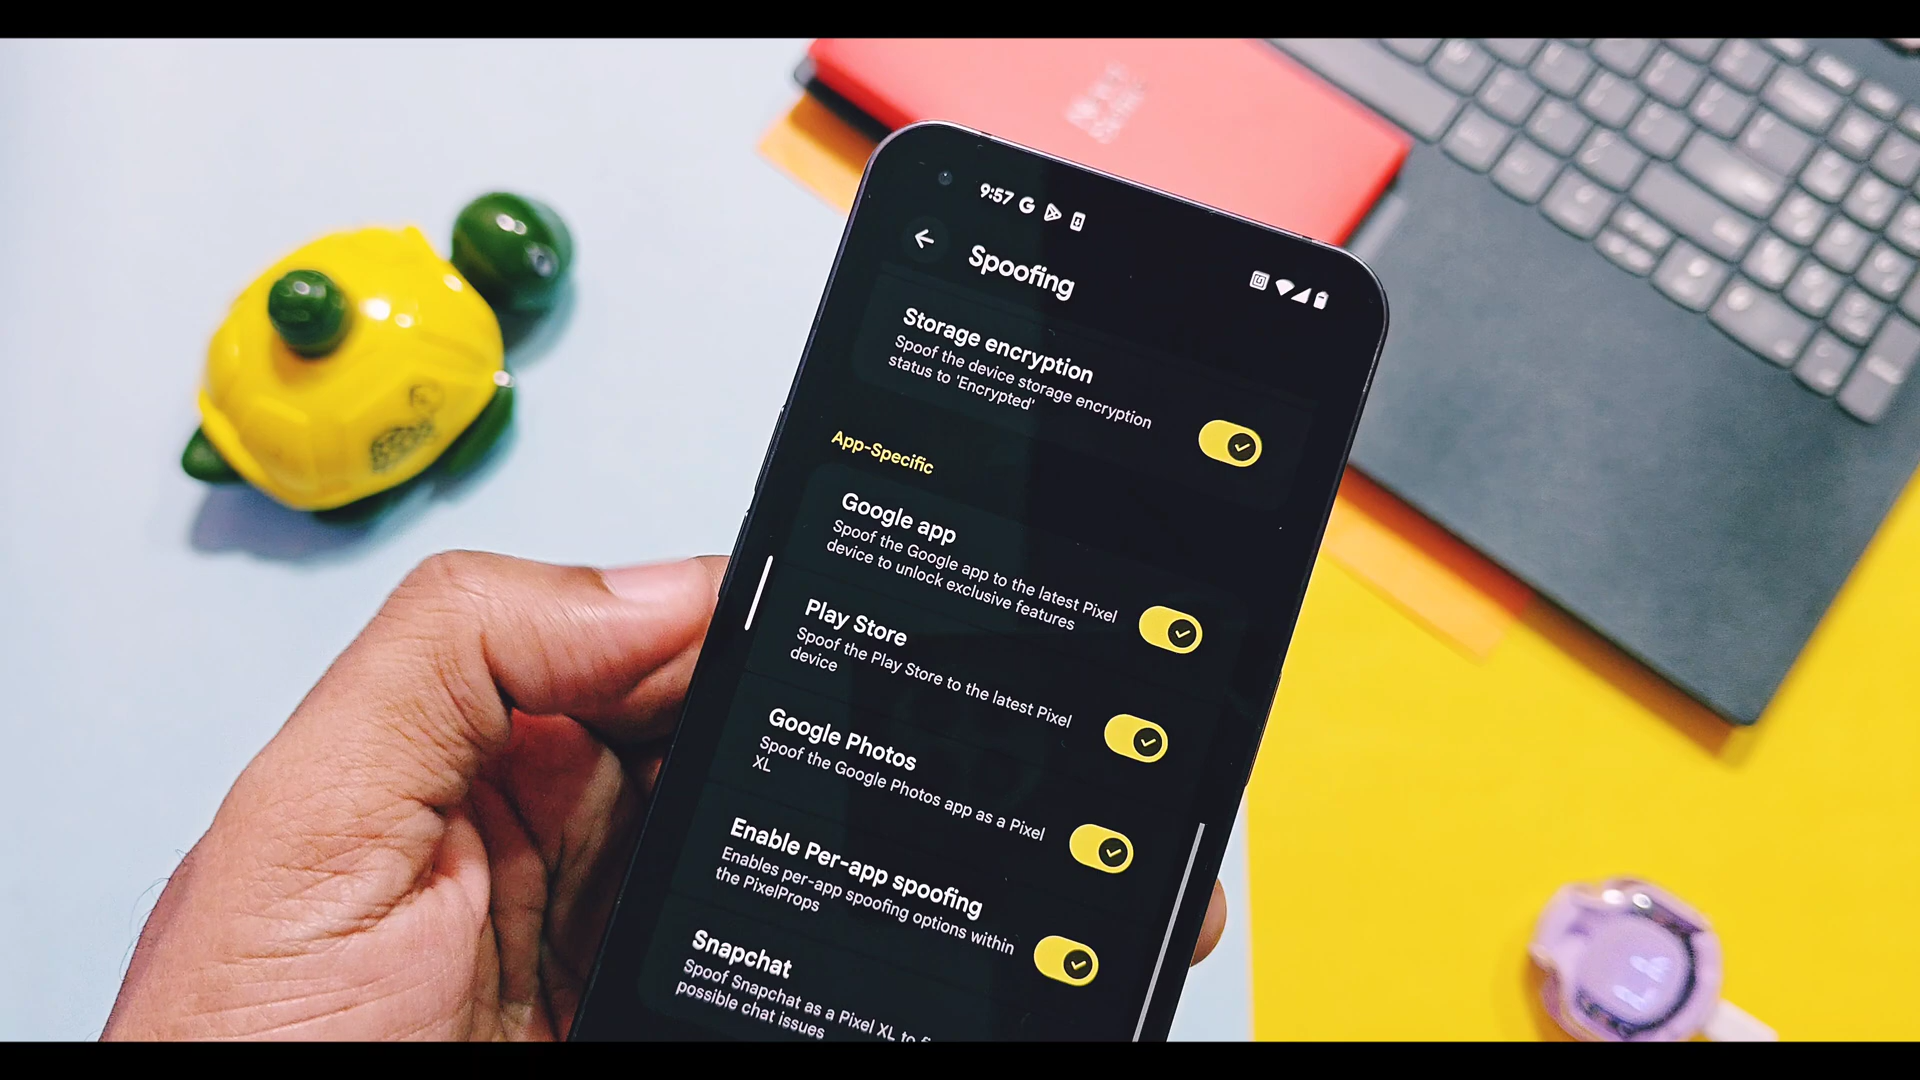 9:57
Spoofing
Storage encryption
Spoof the device storage encryption
status to 'Encrypted'
App-Specific
Google app
Spoof the Google app to the latest Pixel
device to unlock exclusive features
Play Store
Spoof the Play Store to the latest Pixel
device
Google Photos
Spoof the Google Photos app as a Pixel
XL
Enable Per-app spoofing
Enables per-app spoofing options within
the PixelProps
Snapchat
Spoof Snapchat as a Pixel XL to
possible chat issues